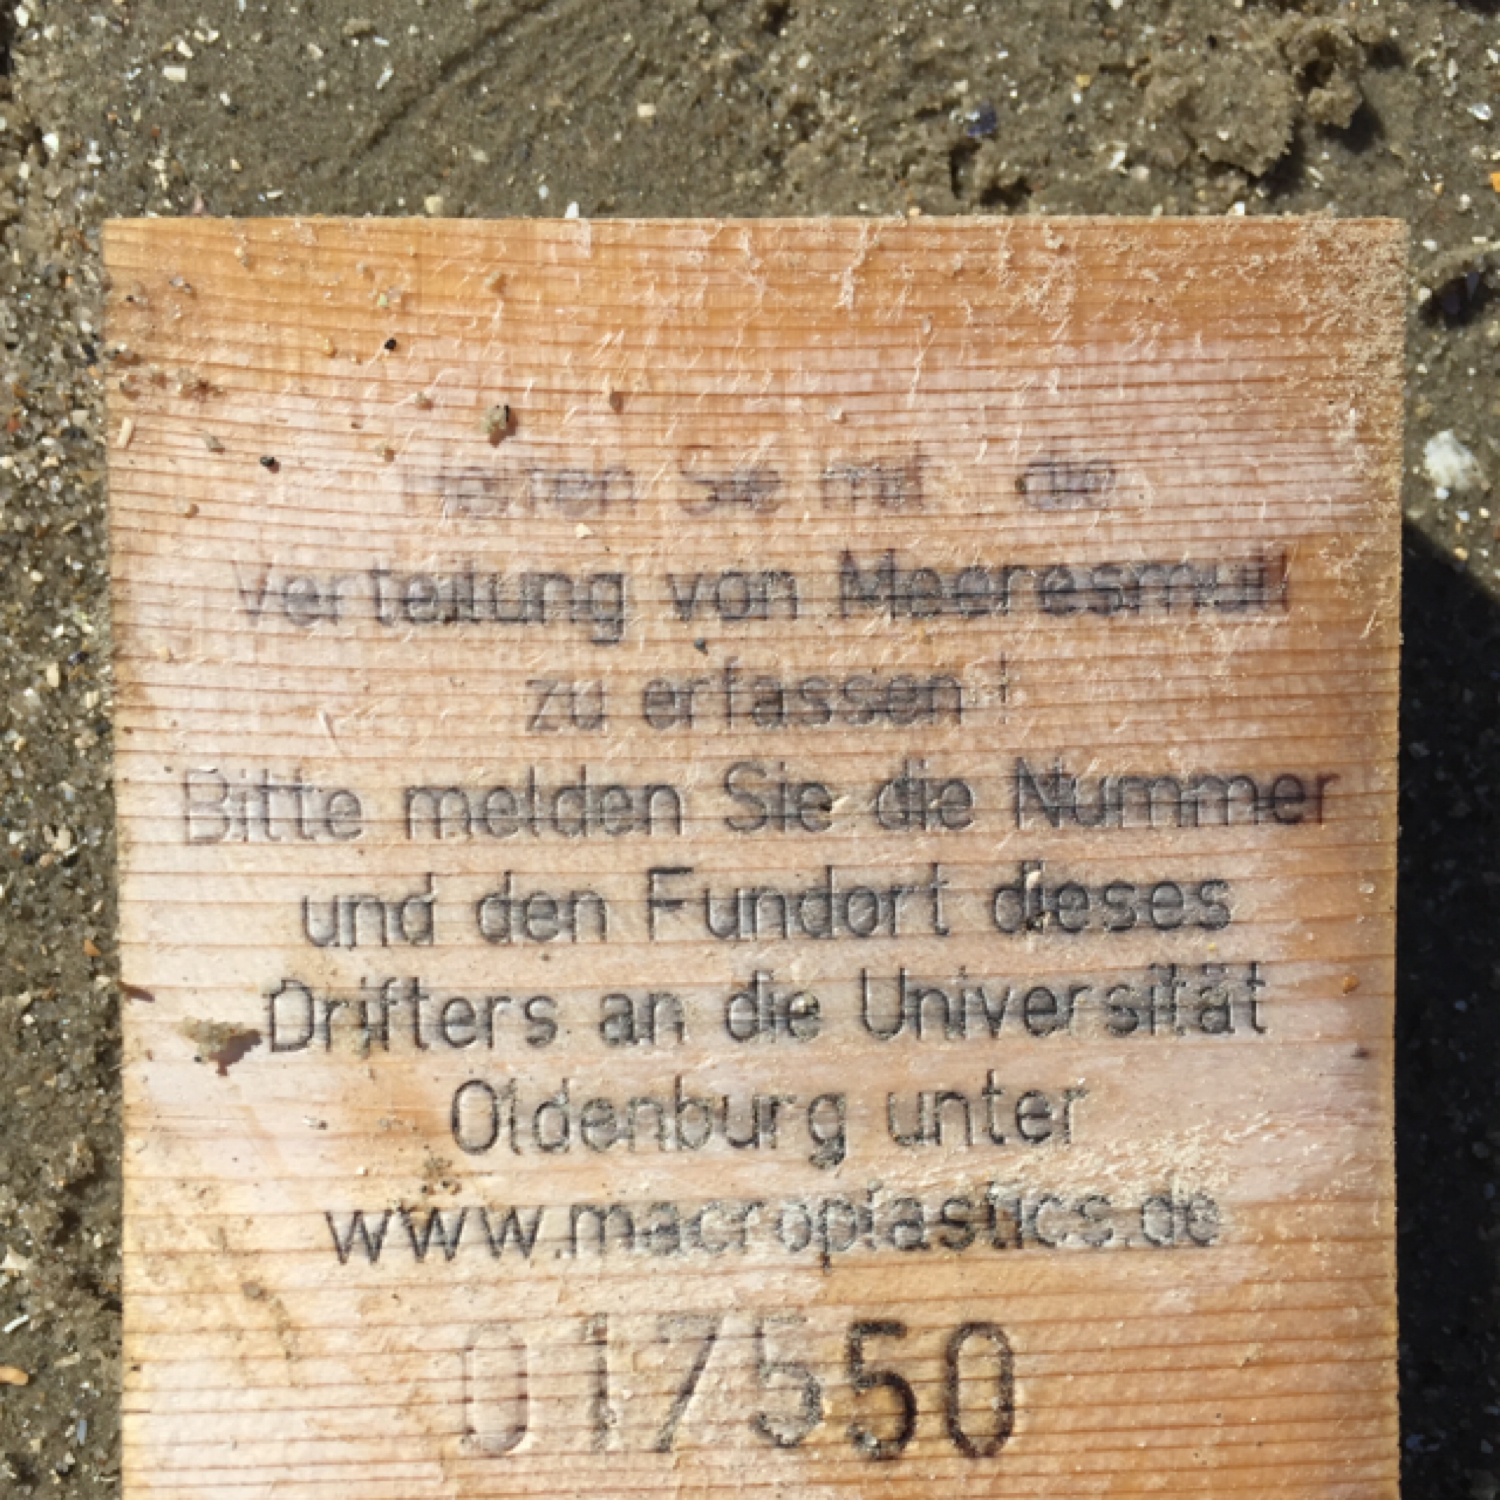 Helfen Sie mit die
Verteilung von Meeresmüll
zu erfassen!
Bitte melden Sie die Nummer
und den Fundort dieses
Drifters an die Universität
Oldenburg unter
www.macroplastics.de
017550